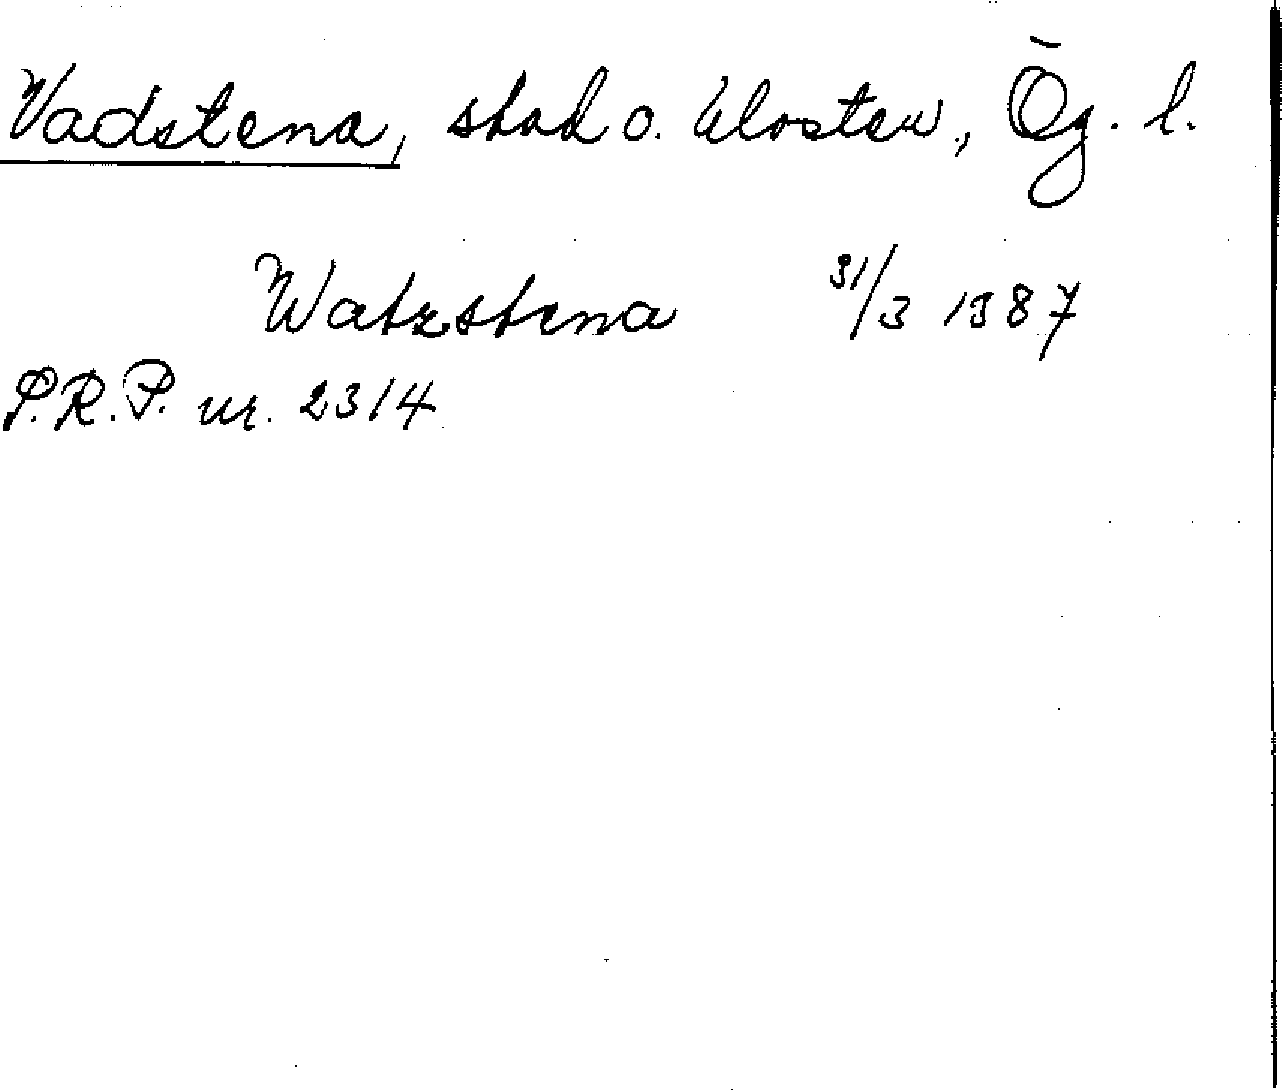 Vadstena, stad o. kloster, Ög. l.
Watzstena 31/3 1387
P.R.P. nr. 2314